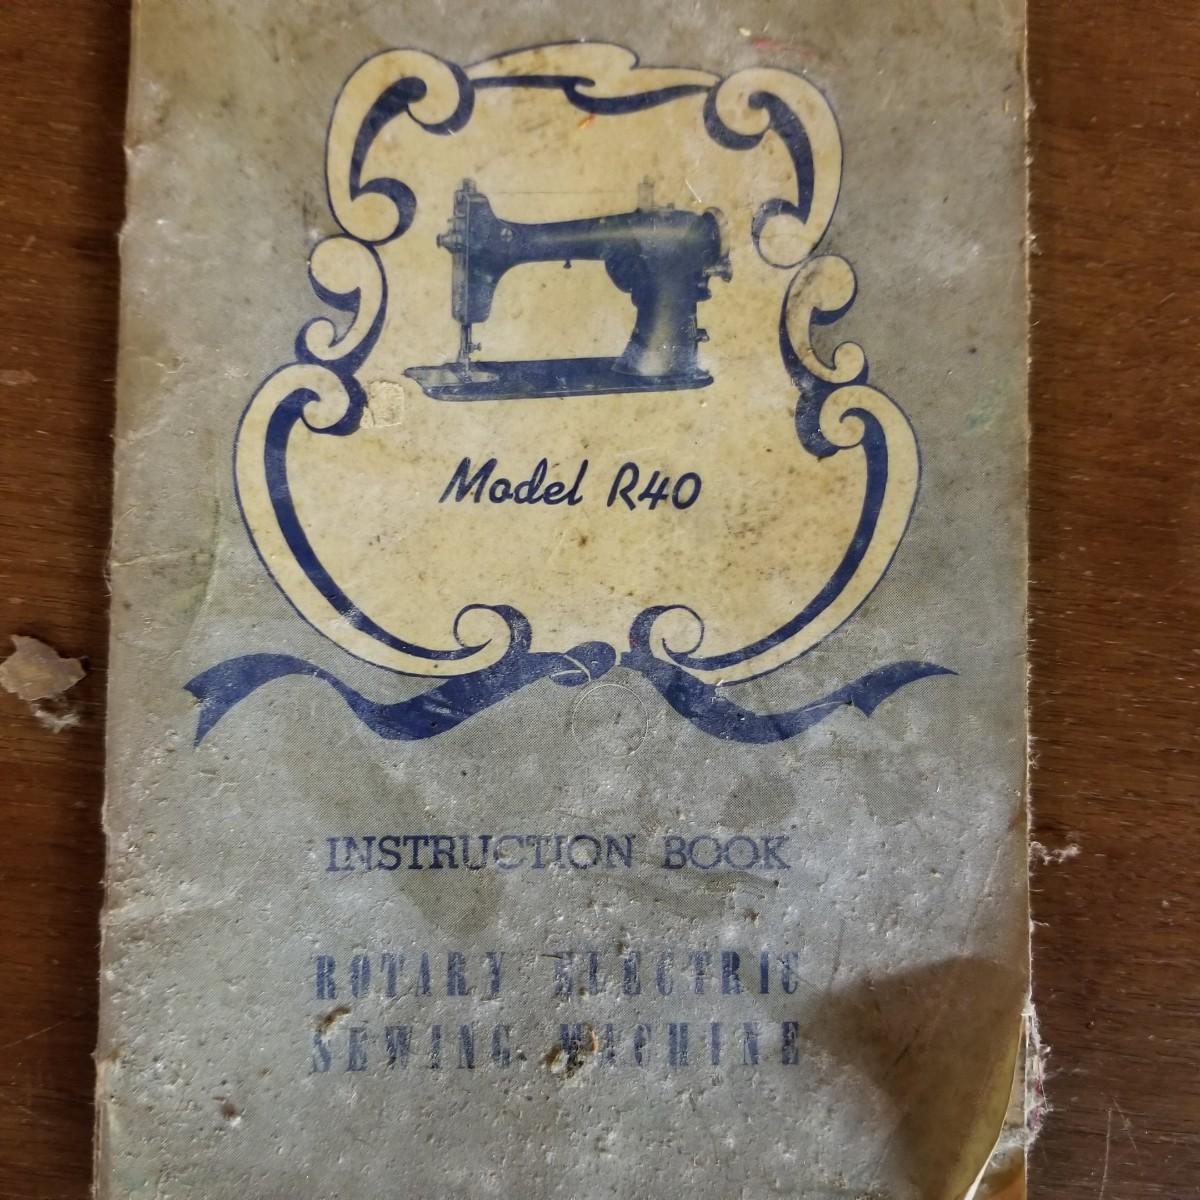 Model R40
INSTRUCTION BOOK
ROTARY ELECTRIC
SEWING MACHINE